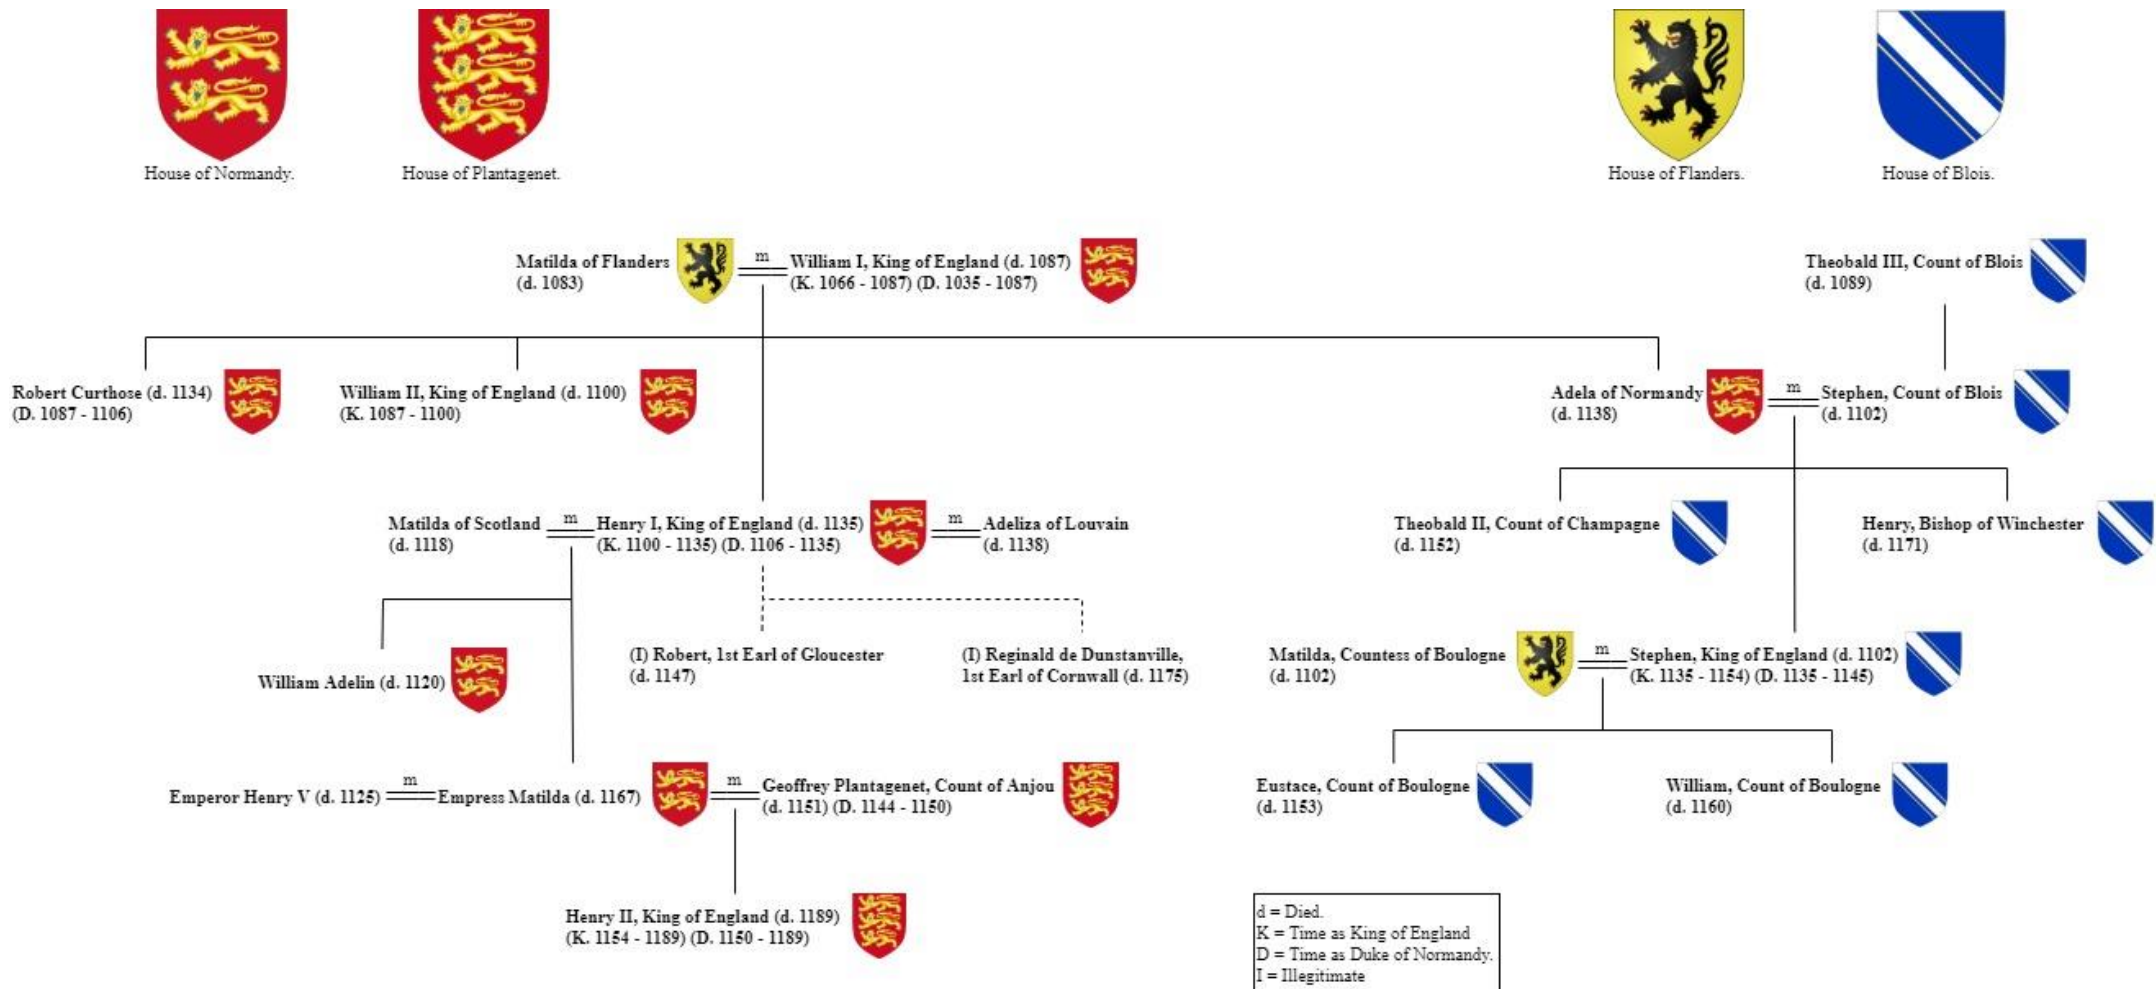 House of Normandy.
House of Plantagenet.
House of Flanders.
House of Blois.
Matilda of Flanders
(d. 1083)
m
William I, King of England (d. 1087)
(K. 1066 - 1087) (D. 1035 - 1087)
Theobald III, Count of Blois
(d. 1089)
Robert Curthose (d. 1134)
(D. 1087 - 1106)
William II, King of England (d. 1100)
(K. 1087 - 1100)
Adela of Normandy
(d. 1138)
m
Stephen, Count of Blois
(d. 1102)
Matilda of Scotland
(d. 1118)
m
Henry I, King of England (d. 1135)
(K. 1100 - 1135) (D. 1106 - 1135)
m
Adeliza of Louvain
(d. 1138)
Theobald II, Count of Champagne
(d. 1152)
Henry, Bishop of Winchester
(d. 1171)
William Adelin (d. 1120)
(I) Robert, 1st Earl of Gloucester
(d. 1147)
(I) Reginald de Dunstanville,
1st Earl of Cornwall (d. 1175)
Matilda, Countess of Boulogne
(d. 1102)
m
Stephen, King of England (d. 1102)
(K. 1135 - 1154) (D. 1135 - 1145)
Emperor Henry V (d. 1125)
m
Empress Matilda (d. 1167)
m
Geoffrey Plantagenet, Count of Anjou
(d. 1151) (D. 1144 - 1150)
Eustace, Count of Boulogne
(d. 1153)
William, Count of Boulogne
(d. 1160)
Henry II, King of England (d. 1189)
(K. 1154 - 1189) (D. 1150 - 1189)
d = Died.
K = Time as King of England
D = Time as Duke of Normandy.
I = Illegitimate